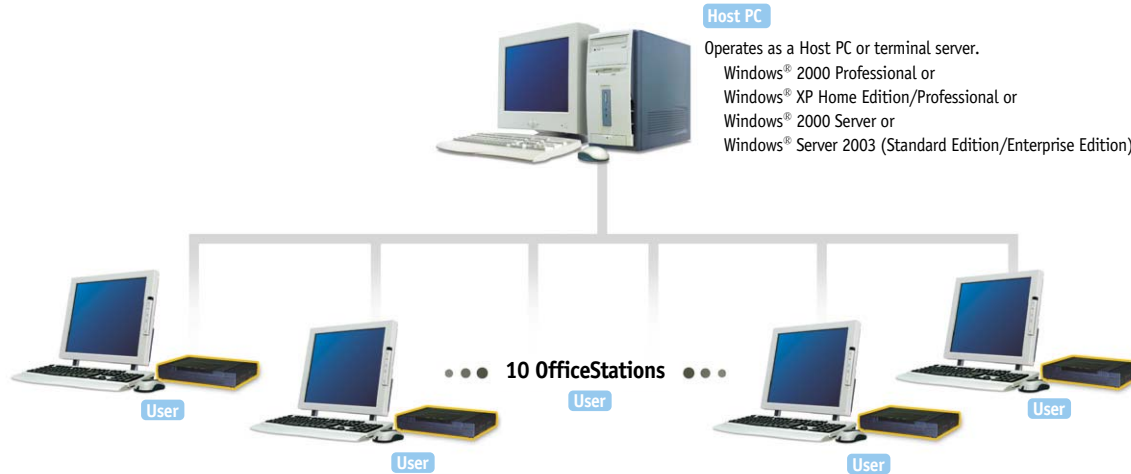 Host PC
Operates as a Host PC or terminal server.
Windows® 2000 Professional or
Windows® XP Home Edition/Professional or
Windows® 2000 Server or
Windows® Server 2003 (Standard Edition/Enterprise Edition)
10 OfficeStations
User
User
User
User
User